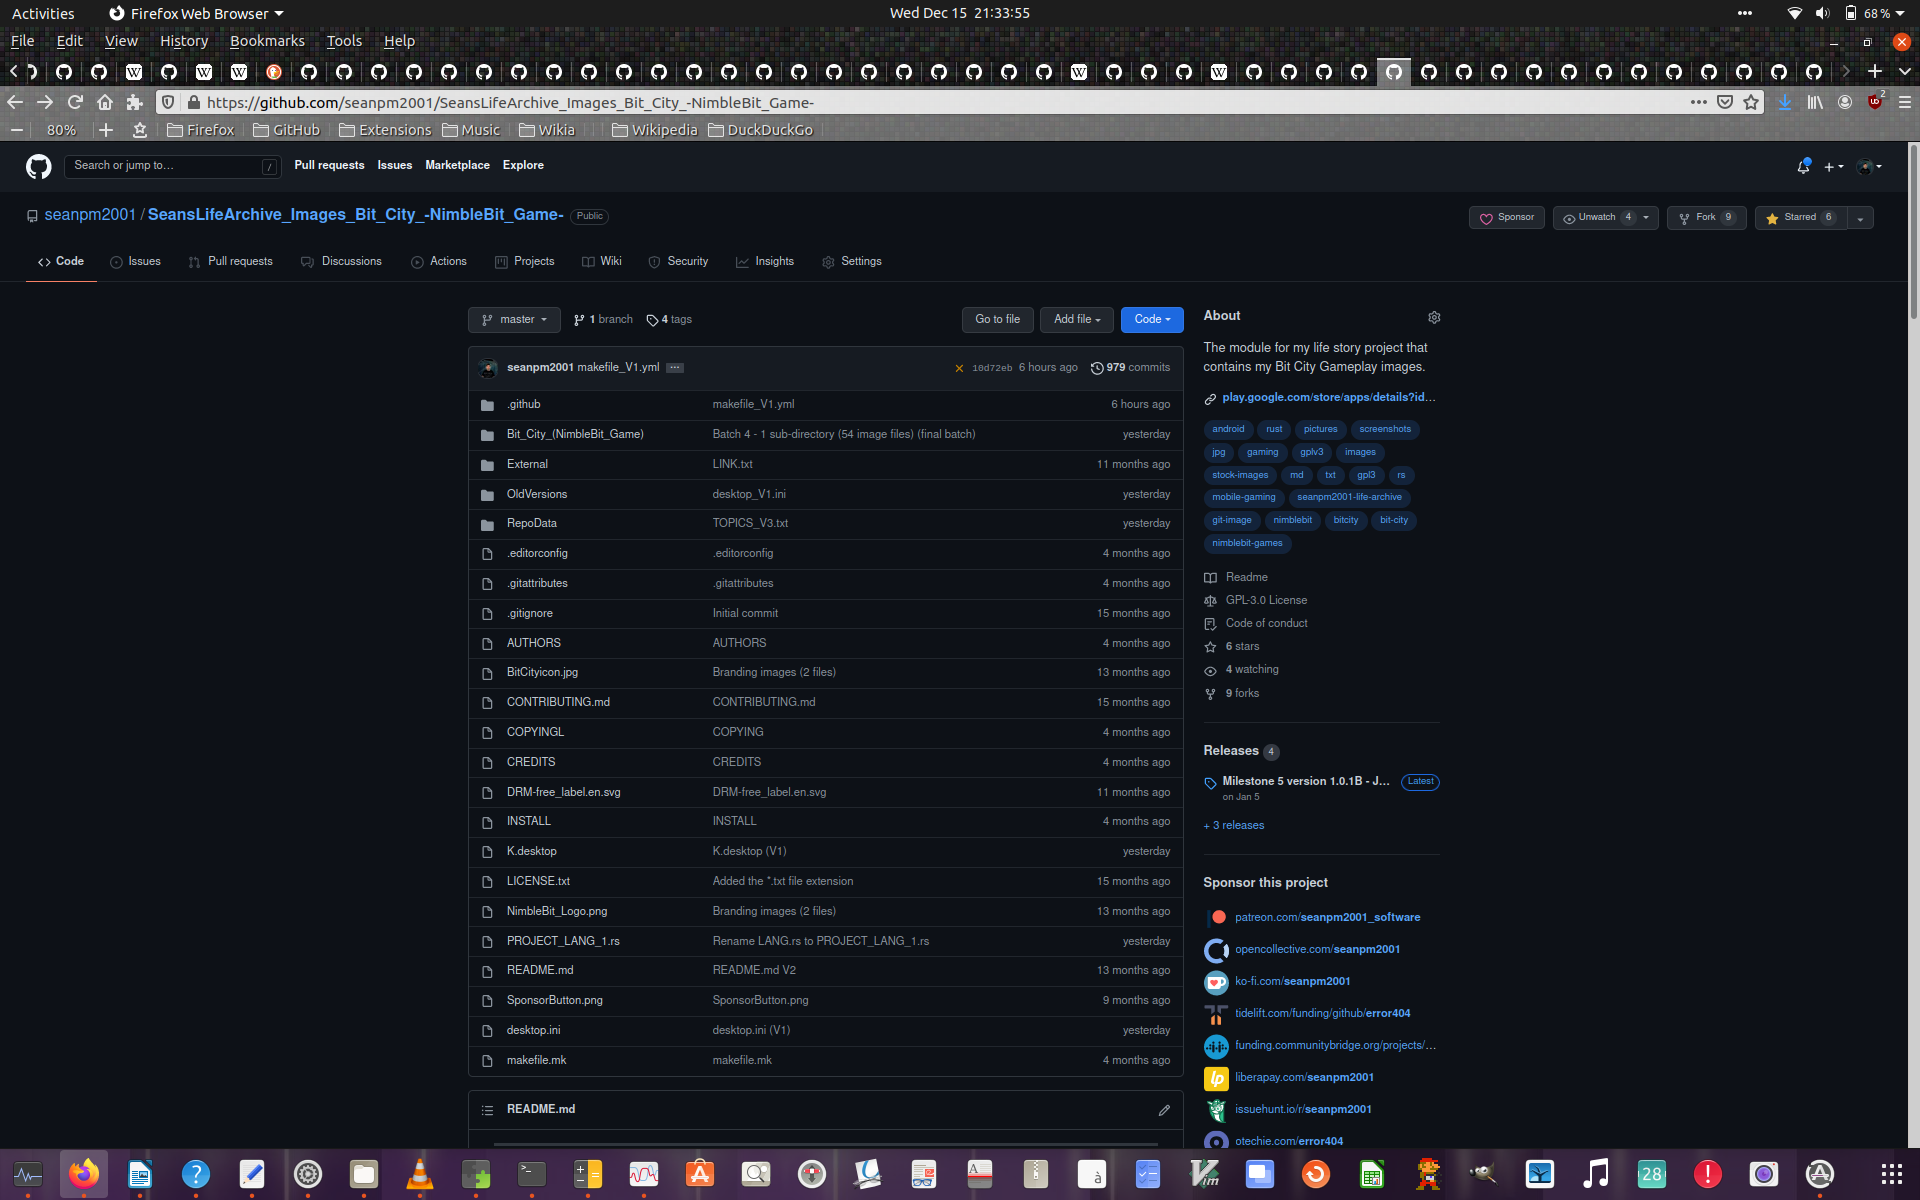 Activities Firefox Web Browser Wed Dec 15 21:33:55 68%
File Edit View History Bookmarks Tools Help
https://github.com/seanpm2001/SeansLifeArchive_Images_Bit_City_-NimbleBit_Game- 2
80% Firefox GitHub Extensions Music Wikia Wikipedia DuckDuckGo
Search or jump to… / Pull requests Issues Marketplace Explore
seanpm2001 / SeansLifeArchive_Images_Bit_City_-NimbleBit_Game- Public Sponsor Unwatch 4 Fork 9 Starred 6
Code Issues Pull requests Discussions Actions Projects Wiki Security Insights Settings
master 1 branch 4 tags Go to file Add file Code
seanpm2001 makefile_V1.yml ··· 10d72eb 6 hours ago 979 commits
.github makefile_V1.yml 6 hours ago
Bit_City_(NimbleBit_Game) Batch 4 - 1 sub-directory (54 image files) (final batch) yesterday
External LINK.txt 11 months ago
OldVersions desktop_V1.ini yesterday
RepoData TOPICS_V3.txt yesterday
.editorconfig .editorconfig 4 months ago
.gitattributes .gitattributes 4 months ago
.gitignore Initial commit 15 months ago
AUTHORS AUTHORS 4 months ago
BitCityicon.jpg Branding images (2 files) 13 months ago
CONTRIBUTING.md CONTRIBUTING.md 15 months ago
COPYINGL COPYING 4 months ago
CREDITS CREDITS 4 months ago
DRM-free_label.en.svg DRM-free_label.en.svg 11 months ago
INSTALL INSTALL 4 months ago
K.desktop K.desktop (V1) yesterday
LICENSE.txt Added the *.txt file extension 15 months ago
NimbleBit_Logo.png Branding images (2 files) 13 months ago
PROJECT_LANG_1.rs Rename LANG.rs to PROJECT_LANG_1.rs yesterday
README.md README.md V2 13 months ago
SponsorButton.png SponsorButton.png 9 months ago
desktop.ini desktop.ini (V1) yesterday
makefile.mk makefile.mk 4 months ago
README.md
About
The module for my life story project that
contains my Bit City Gameplay images.
play.google.com/store/apps/details?id…
android rust pictures screenshots
jpg gaming gplv3 images
stock-images md txt gpl3 rs
mobile-gaming seanpm2001-life-archive
git-image nimblebit bitcity bit-city
nimblebit-games
Readme
GPL-3.0 License
Code of conduct
6 stars
4 watching
9 forks
Releases 4
Milestone 5 version 1.0.1B - J… Latest
on Jan 5
+ 3 releases
Sponsor this project
patreon.com/seanpm2001_software
opencollective.com/seanpm2001
ko-fi.com/seanpm2001
tidelift.com/funding/github/error404
funding.communitybridge.org/projects/…
liberapay.com/seanpm2001
issuehunt.io/r/seanpm2001
otechie.com/error404
28